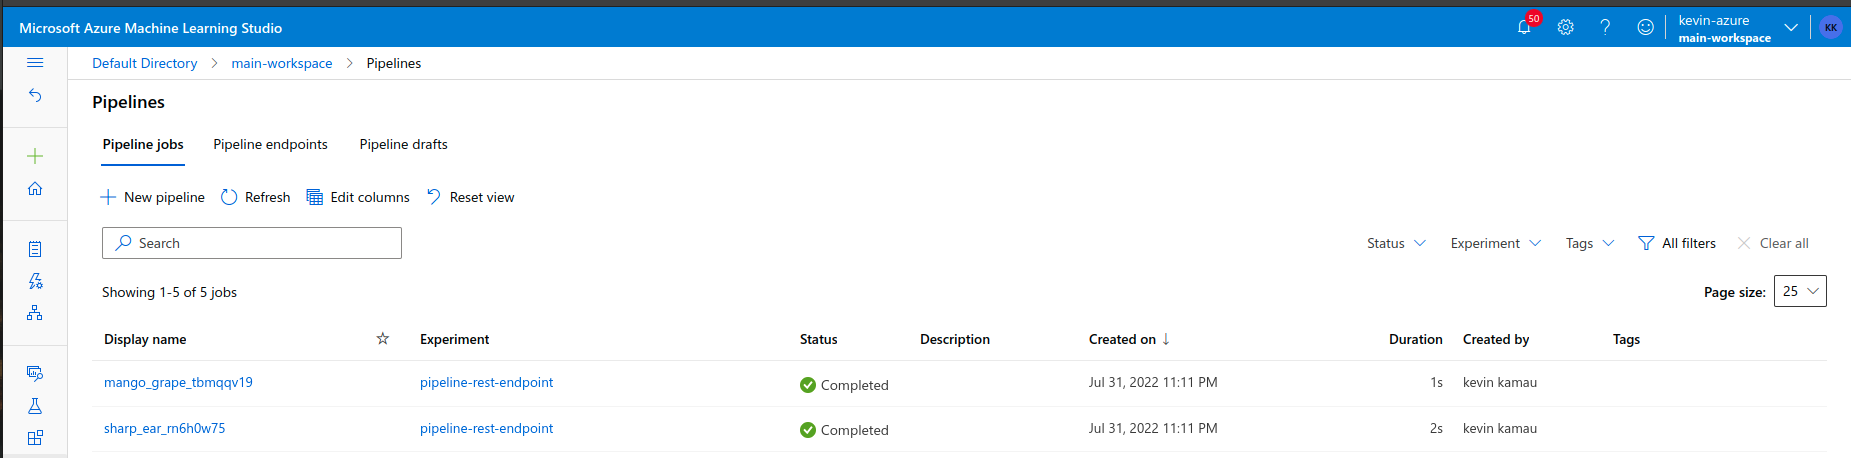 Microsoft Azure Machine Learning Studio
50
kevin-azure
main-workspace
KK
Default Directory > main-workspace > Pipelines
Pipelines
Pipeline jobs Pipeline endpoints Pipeline drafts
New pipeline Refresh Edit columns Reset view
Search
Status Experiment Tags All filters Clear all
Showing 1-5 of 5 jobs
Page size: 25
Display name Experiment Status Description Created on ↓ Duration Created by Tags
mango_grape_tbmqqv19 pipeline-rest-endpoint Completed Jul 31, 2022 11:11 PM 1s kevin kamau
sharp_ear_rn6h0w75 pipeline-rest-endpoint Completed Jul 31, 2022 11:11 PM 2s kevin kamau